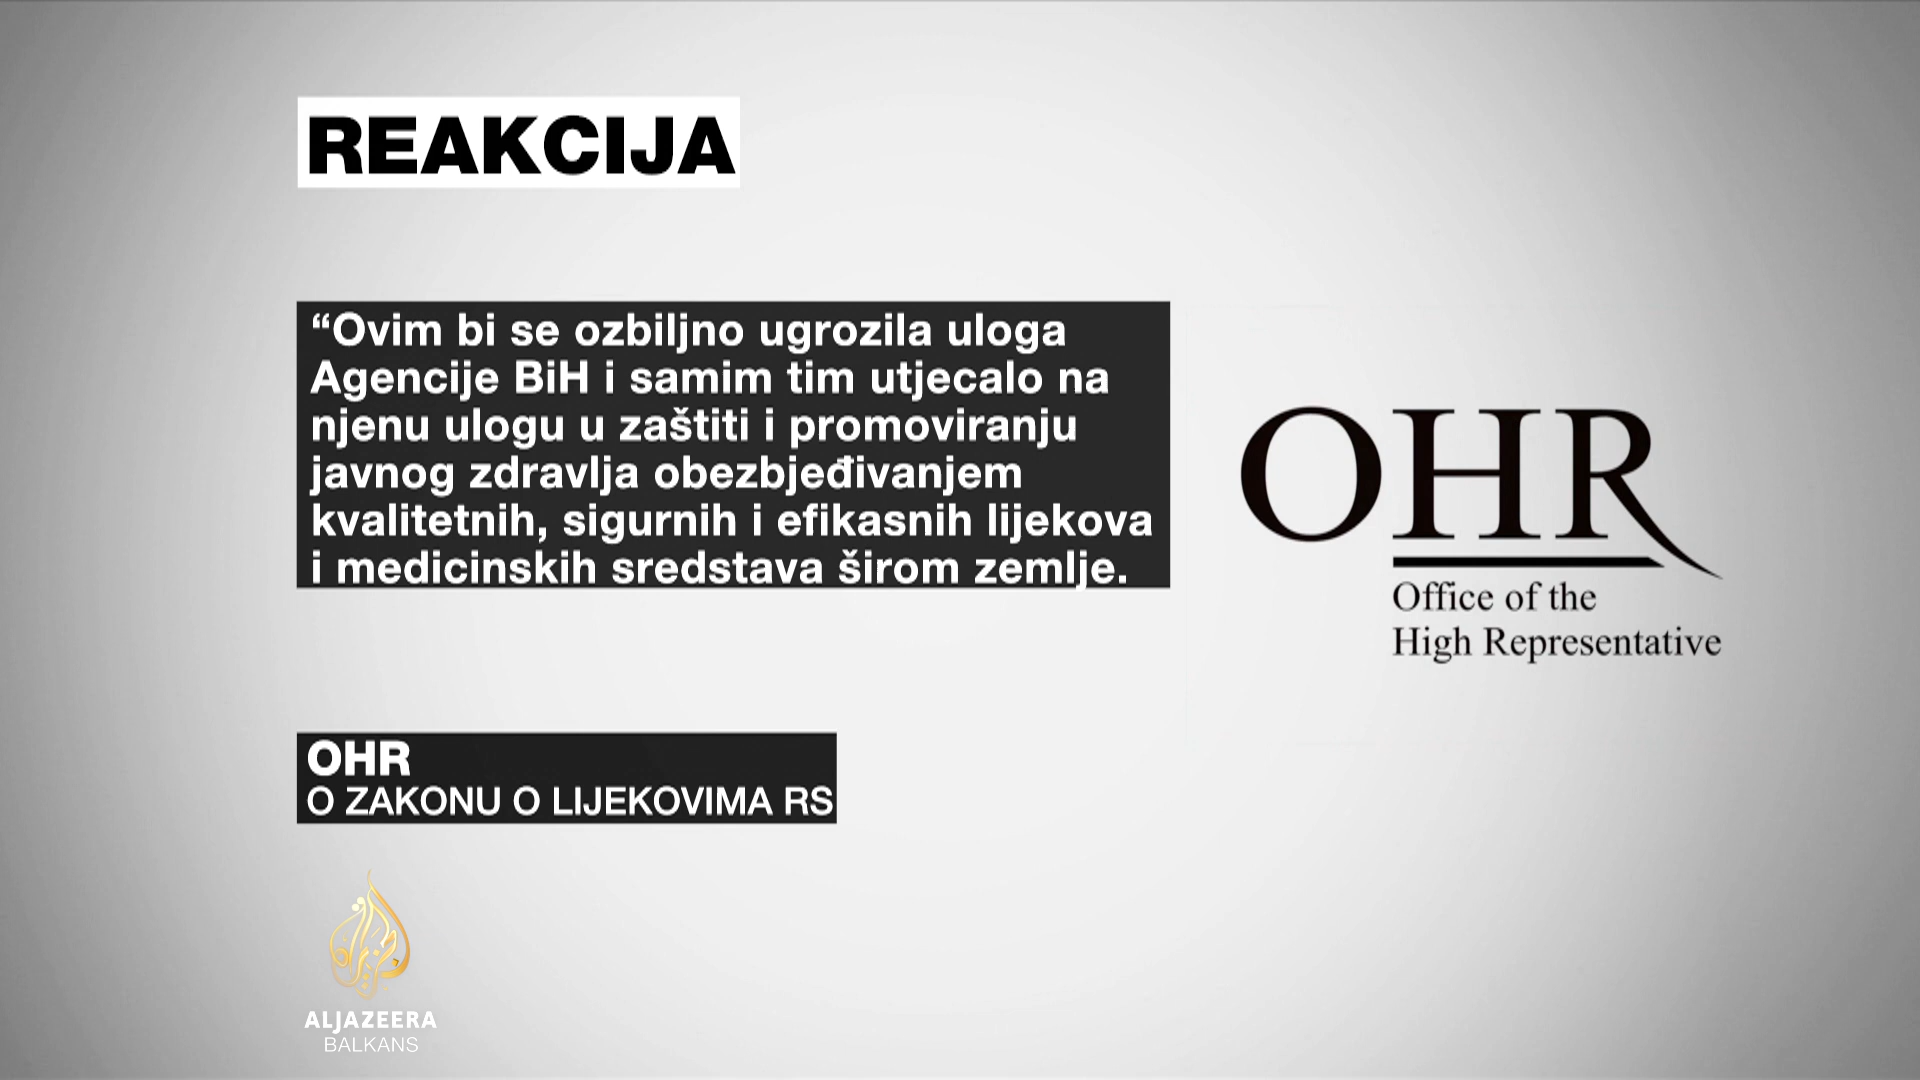 REAKCIJA
“Ovim bi se ozbiljno ugrozila uloga
Agencije BiH i samim tim utjecalo na
njenu ulogu u zaštiti i promoviranju
javnog zdravlja obezbjeđivanjem
kvalitetnih, sigurnih i efikasnih lijekova
i medicinskih sredstava širom zemlje.
OHR
Office of the
High Representative
OHR
O ZAKONU O LIJEKOVIMA RS
ALJAZEERA
BALKANS